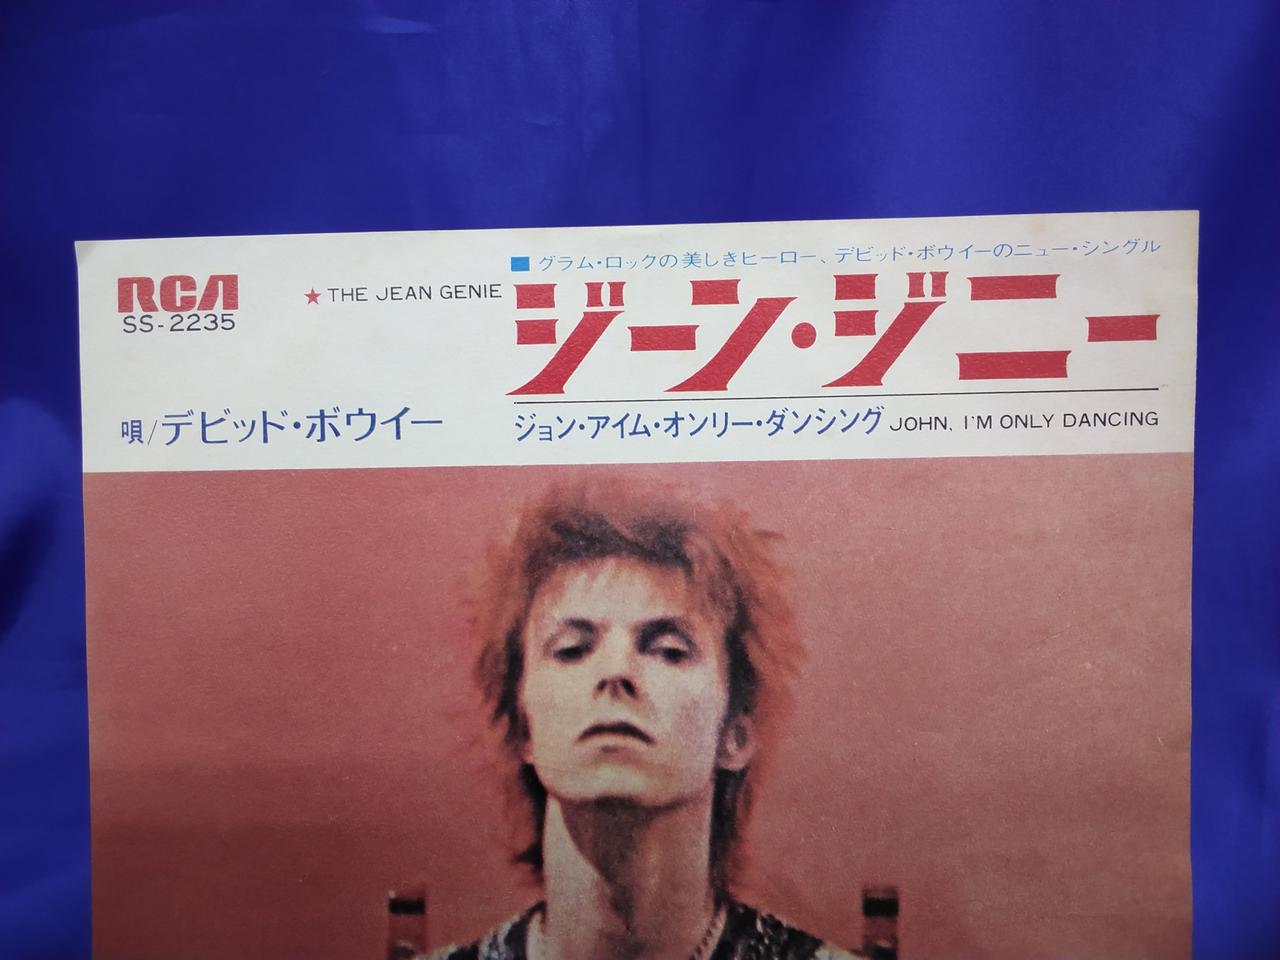 ■ グラム・ロックの美しきヒーロー、デビッド・ボウイーのニュー・シングル
RCA
SS-2235
★ THE JEAN GENIE
ジーン・ジニー
唄/デビッド・ボウイー
ジョン・アイム・オンリー・ダンシング JOHN, I'M ONLY DANCING